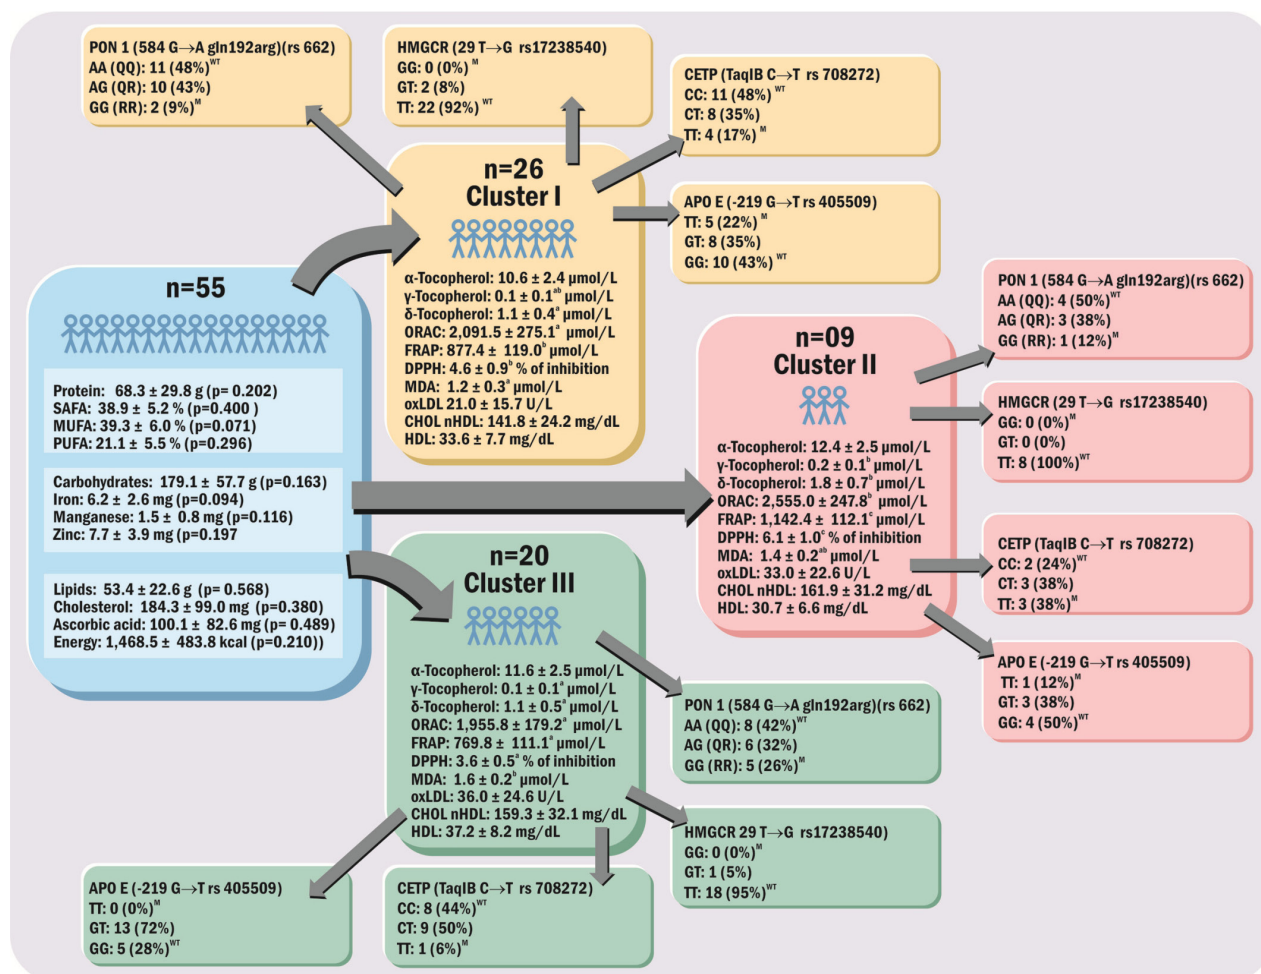 PON 1 (584 G→A gln192arg)(rs 662)
AA (QQ): 11 (48%)ᵂᵀ
AG (QR): 10 (43%)
GG (RR): 2 (9%)ᴹ
HMGCR (29 T→G rs17238540)
GG: 0 (0%)ᴹ
GT: 2 (8%)
TT: 22 (92%)ᵂᵀ
CETP (TaqIB C→T rs 708272)
CC: 11 (48%)ᵂᵀ
CT: 8 (35%)
TT: 4 (17%)ᴹ
APO E (-219 G→T rs 405509)
TT: 5 (22%)ᴹ
GT: 8 (35%)
GG: 10 (43%)ᵂᵀ
n=26
Cluster I
α-Tocopherol: 10.6 ± 2.4 µmol/L
γ-Tocopherol: 0.1 ± 0.1ᵃᵇ µmol/L
δ-Tocopherol: 1.1 ± 0.4ᵃ µmol/L
ORAC: 2,091.5 ± 275.1ᵃ µmol/L
FRAP: 877.4 ± 119.0ᵇ µmol/L
DPPH: 4.6 ± 0.9ᵇ % of inhibition
MDA: 1.2 ± 0.3ᵃ µmol/L
oxLDL 21.0 ± 15.7 U/L
CHOL nHDL: 141.8 ± 24.2 mg/dL
HDL: 33.6 ± 7.7 mg/dL
n=55
Protein: 68.3 ± 29.8 g (p= 0.202)
SAFA: 38.9 ± 5.2 % (p=0.400 )
MUFA: 39.3 ± 6.0 % (p=0.071)
PUFA: 21.1 ± 5.5 % (p=0.296)
Carbohydrates: 179.1 ± 57.7 g (p=0.163)
Iron: 6.2 ± 2.6 mg (p=0.094)
Manganese: 1.5 ± 0.8 mg (p=0.116)
Zinc: 7.7 ± 3.9 mg (p=0.197
Lipids: 53.4 ± 22.6 g (p= 0.568)
Cholesterol: 184.3 ± 99.0 mg (p=0.380)
Ascorbic acid: 100.1 ± 82.6 mg (p= 0.489)
Energy: 1,468.5 ± 483.8 kcal (p=0.210))
n=09
Cluster II
α-Tocopherol: 12.4 ± 2.5 µmol/L
γ-Tocopherol: 0.2 ± 0.1ᵇ µmol/L
δ-Tocopherol: 1.8 ± 0.7ᵇ µmol/L
ORAC: 2,555.0 ± 247.8ᵇ µmol/L
FRAP: 1,142.4 ± 112.1ᶜ µmol/L
DPPH: 6.1 ± 1.0ᶜ % of inhibition
MDA: 1.4 ± 0.2ᵃᵇ µmol/L
oxLDL: 33.0 ± 22.6 U/L
CHOL nHDL: 161.9 ± 31.2 mg/dL
HDL: 30.7 ± 6.6 mg/dL
PON 1 (584 G→A gln192arg)(rs 662)
AA (QQ): 4 (50%)ᵂᵀ
AG (QR): 3 (38%)
GG (RR): 1 (12%)ᴹ
HMGCR (29 T→G rs17238540)
GG: 0 (0%)ᴹ
GT: 0 (0%)
TT: 8 (100%)ᵂᵀ
CETP (TaqIB C→T rs 708272)
CC: 2 (24%)ᵂᵀ
CT: 3 (38%)
TT: 3 (38%)ᴹ
APO E (-219 G→T rs 405509)
TT: 1 (12%)ᴹ
GT: 3 (38%)
GG: 4 (50%)ᵂᵀ
n=20
Cluster III
α-Tocopherol: 11.6 ± 2.5 µmol/L
γ-Tocopherol: 0.1 ± 0.1ᵃ µmol/L
δ-Tocopherol: 1.1 ± 0.5ᵃ µmol/L
ORAC: 1,955.8 ± 179.2ᵃ µmol/L
FRAP: 769.8 ± 111.1ᵃ µmol/L
DPPH: 3.6 ± 0.5ᵃ % of inhibition
MDA: 1.6 ± 0.2ᵇ µmol/L
oxLDL: 36.0 ± 24.6 U/L
CHOL nHDL: 159.3 ± 32.1 mg/dL
HDL: 37.2 ± 8.2 mg/dL
PON 1 (584 G→A gln192arg)(rs 662)
AA (QQ): 8 (42%)ᵂᵀ
AG (QR): 6 (32%)
GG (RR): 5 (26%)ᴹ
HMGCR 29 T→G rs17238540)
GG: 0 (0%)ᴹ
GT: 1 (5%)
TT: 18 (95%)ᵂᵀ
APO E (-219 G→T rs 405509)
TT: 0 (0%)ᴹ
GT: 13 (72%)
GG: 5 (28%)ᵂᵀ
CETP (TaqIB C→T rs 708272)
CC: 8 (44%)ᵂᵀ
CT: 9 (50%)
TT: 1 (6%)ᴹ